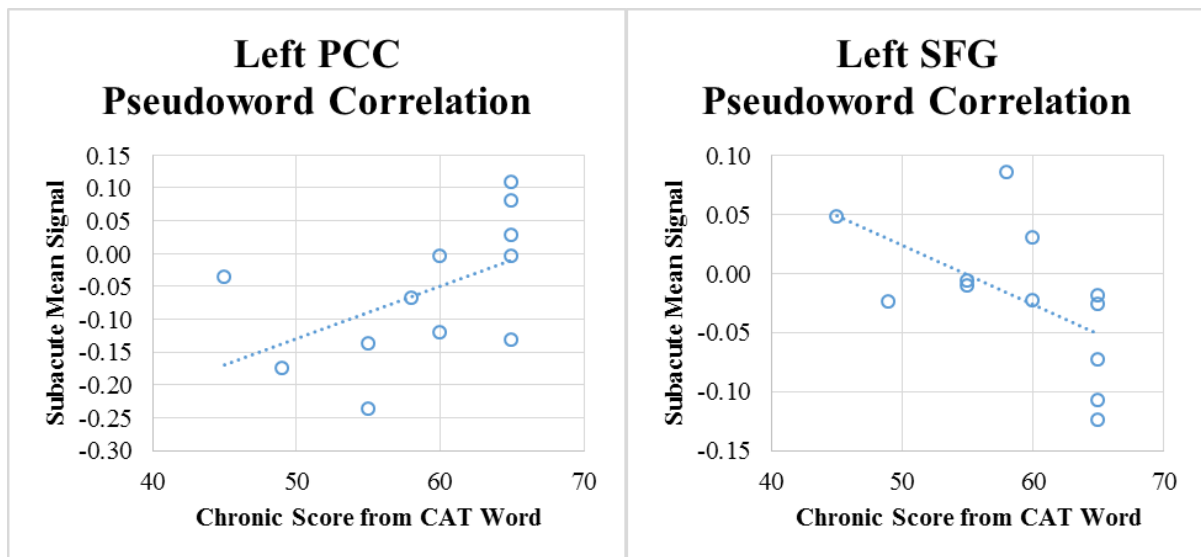 Left PCC
Pseudoword Correlation
Subacute Mean Signal
0.15
0.10
0.05
0.00
-0.05
-0.10
-0.15
-0.20
-0.25
-0.30
40 50 60 70
Chronic Score from CAT Word
Left SFG
Pseudoword Correlation
Subacute Mean Signal
0.10
0.05
0.00
-0.05
-0.10
-0.15
40 50 60 70
Chronic Score from CAT Word